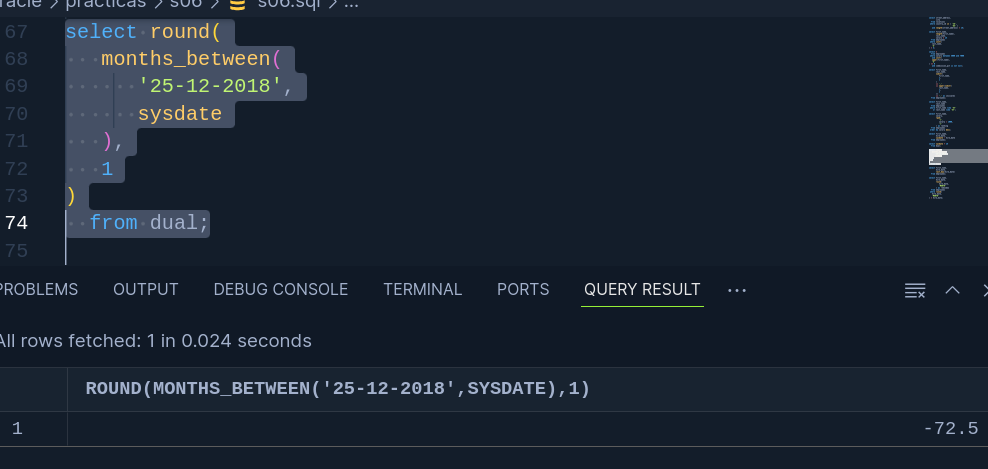 oracle > practicas > s06 > s06.sql > ...
67 select round(
68 months_between(
69 '25-12-2018',
70 sysdate
71 ),
72 1
73 )
74 from dual;
75
PROBLEMS OUTPUT DEBUG CONSOLE TERMINAL PORTS QUERY RESULT ...
All rows fetched: 1 in 0.024 seconds
ROUND(MONTHS_BETWEEN('25-12-2018',SYSDATE),1)
1 -72.5